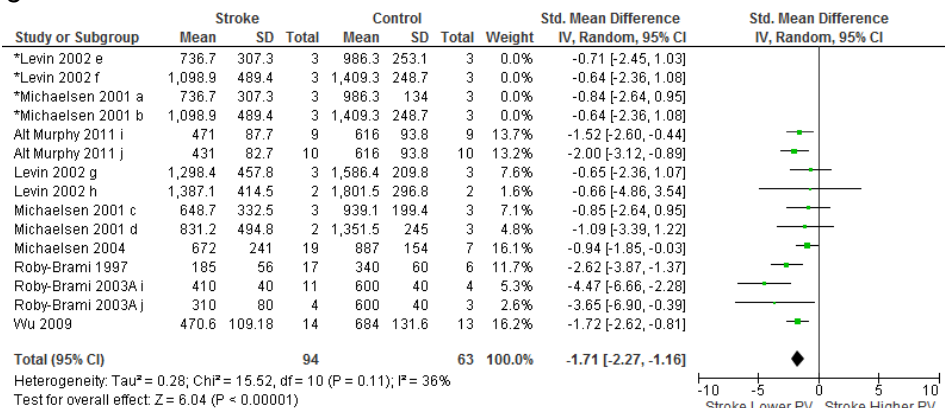 Stroke Control Std. Mean Difference Std. Mean Difference
Study or Subgroup Mean SD Total Mean SD Total Weight IV, Random, 95% CI IV, Random, 95% CI
*Levin 2002 e 736.7 307.3 3 986.3 253.1 3 0.0% -0.71 [-2.45, 1.03]
*Levin 2002 f 1,098.9 489.4 3 1,409.3 248.7 3 0.0% -0.64 [-2.36, 1.08]
*Michaelsen 2001 a 736.7 307.3 3 986.3 134 3 0.0% -0.84 [-2.64, 0.95]
*Michaelsen 2001 b 1,098.9 489.4 3 1,409.3 248.7 3 0.0% -0.64 [-2.36, 1.08]
Alt Murphy 2011 i 471 87.7 9 616 93.8 9 13.7% -1.52 [-2.60, -0.44]
Alt Murphy 2011 j 431 82.7 10 616 93.8 10 13.2% -2.00 [-3.12, -0.89]
Levin 2002 g 1,298.4 457.8 3 1,586.4 209.8 3 7.6% -0.65 [-2.36, 1.07]
Levin 2002 h 1,387.1 414.5 2 1,801.5 296.8 2 1.8% -0.66 [-4.86, 3.54]
Michaelsen 2001 c 648.7 332.5 3 939.1 199.4 3 7.1% -0.85 [-2.64, 0.95]
Michaelsen 2001 d 831.2 494.8 2 1,351.5 245 3 4.8% -1.09 [-3.39, 1.22]
Michaelsen 2004 672 241 19 887 154 7 16.1% -0.94 [-1.85, -0.03]
Roby-Brami 1997 185 56 17 340 60 6 11.7% -2.62 [-3.87, -1.37]
Roby-Brami 2003A i 410 40 11 600 40 4 5.3% -4.47 [-6.66, -2.28]
Roby-Brami 2003A j 310 80 4 600 40 3 2.6% -3.65 [-6.90, -0.39]
Wu 2009 470.6 109.18 14 684 131.6 13 16.2% -1.72 [-2.62, -0.81]
Total (95% CI) 94 63 100.0% -1.71 [-2.27, -1.16]
Heterogeneity: Tau² = 0.28; Chi² = 15.52, df = 10 (P = 0.11); I² = 36%
Test for overall effect: Z = 6.04 (P < 0.00001)
-10 -5 0 5 10
Stroke Lower PV Stroke Higher PV